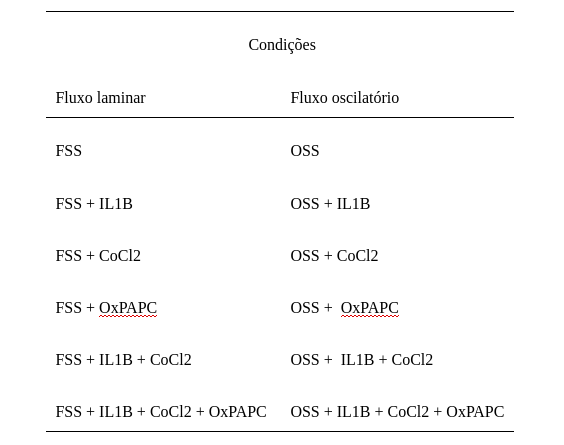 Condições
Fluxo laminar Fluxo oscilatório
FSS OSS
FSS + IL1B OSS + IL1B
FSS + CoCl2 OSS + CoCl2
FSS + OxPAPC OSS +  OxPAPC
FSS + IL1B + CoCl2 OSS +  IL1B + CoCl2
FSS + IL1B + CoCl2 + OxPAPC OSS + IL1B + CoCl2 + OxPAPC